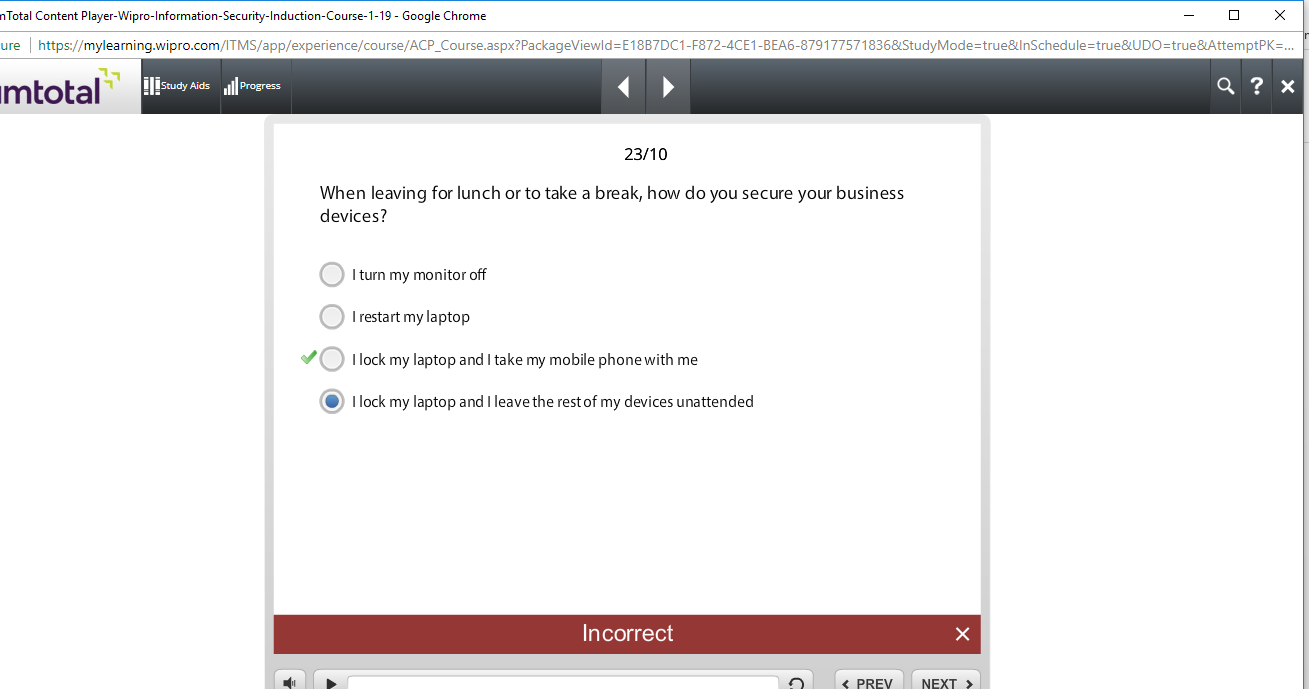 mTotal Content Player-Wipro-Information-Security-Induction-Course-1-19 - Google Chrome
ure | https://mylearning.wipro.com/ITMS/app/experience/course/ACP_Course.aspx?PackageViewId=E18B7DC1-F872-4CE1-BEA6-879177571836&StudyMode=true&InSchedule=true&UDO=true&AttemptPK=...
mtotal Study Aids Progress ?
23/10
When leaving for lunch or to take a break, how do you secure your business
devices?
I turn my monitor off
I restart my laptop
I lock my laptop and I take my mobile phone with me
I lock my laptop and I leave the rest of my devices unattended
Incorrect
PREV NEXT